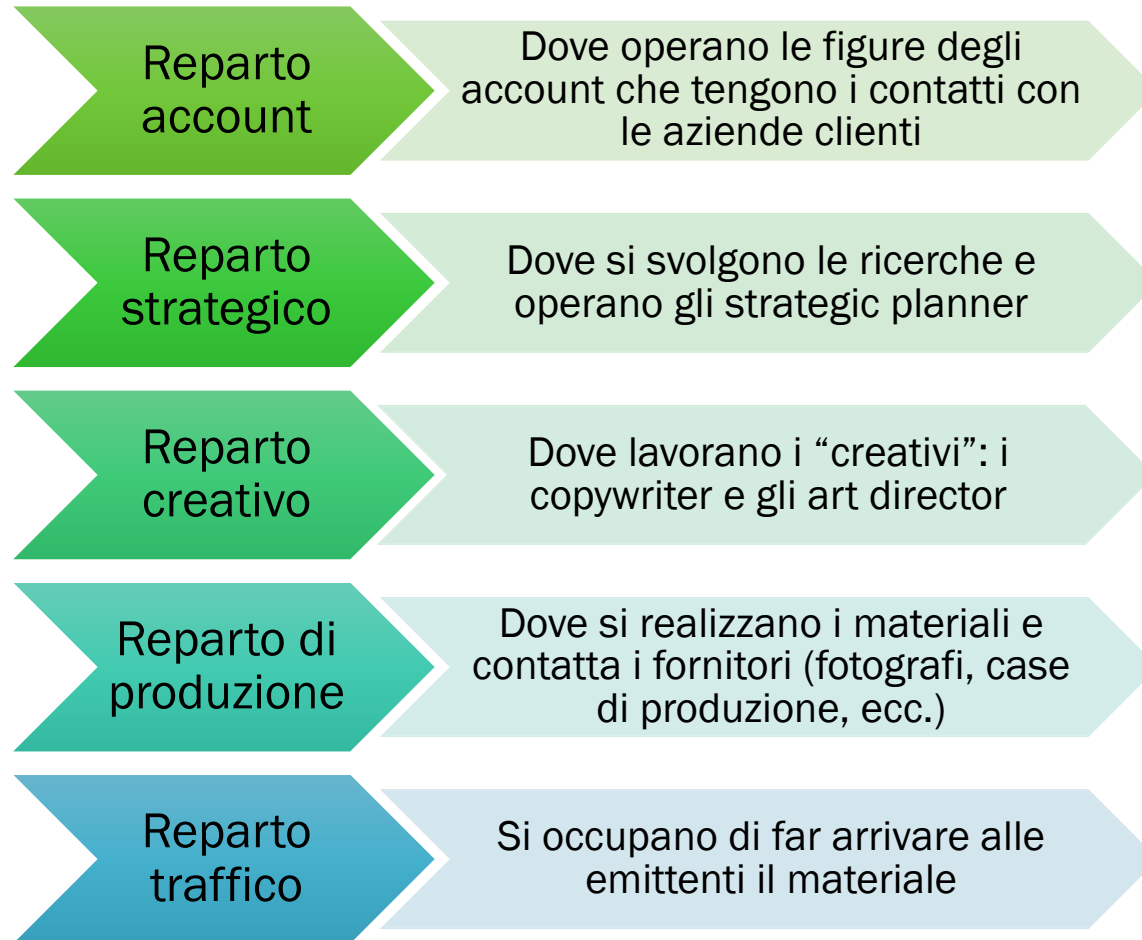 Reparto
account
Dove operano le figure degli
account che tengono i contatti con
le aziende clienti
Reparto
strategico
Dove si svolgono le ricerche e
operano gli strategic planner
Reparto
creativo
Dove lavorano i “creativi”: i
copywriter e gli art director
Reparto di
produzione
Dove si realizzano i materiali e
contatta i fornitori (fotografi, case
di produzione, ecc.)
Reparto
traffico
Si occupano di far arrivare alle
emittenti il materiale